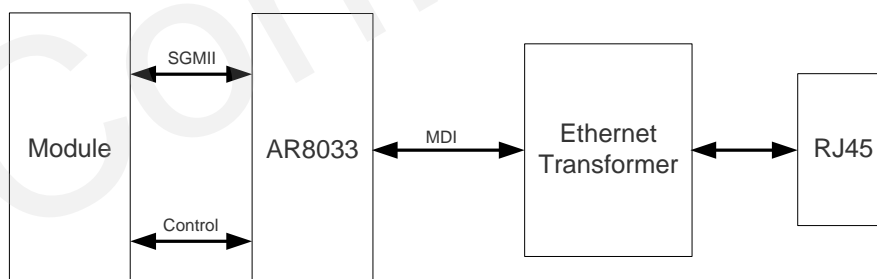 SGMII
Module
AR8033
MDI
Ethernet
Transformer
RJ45
Control